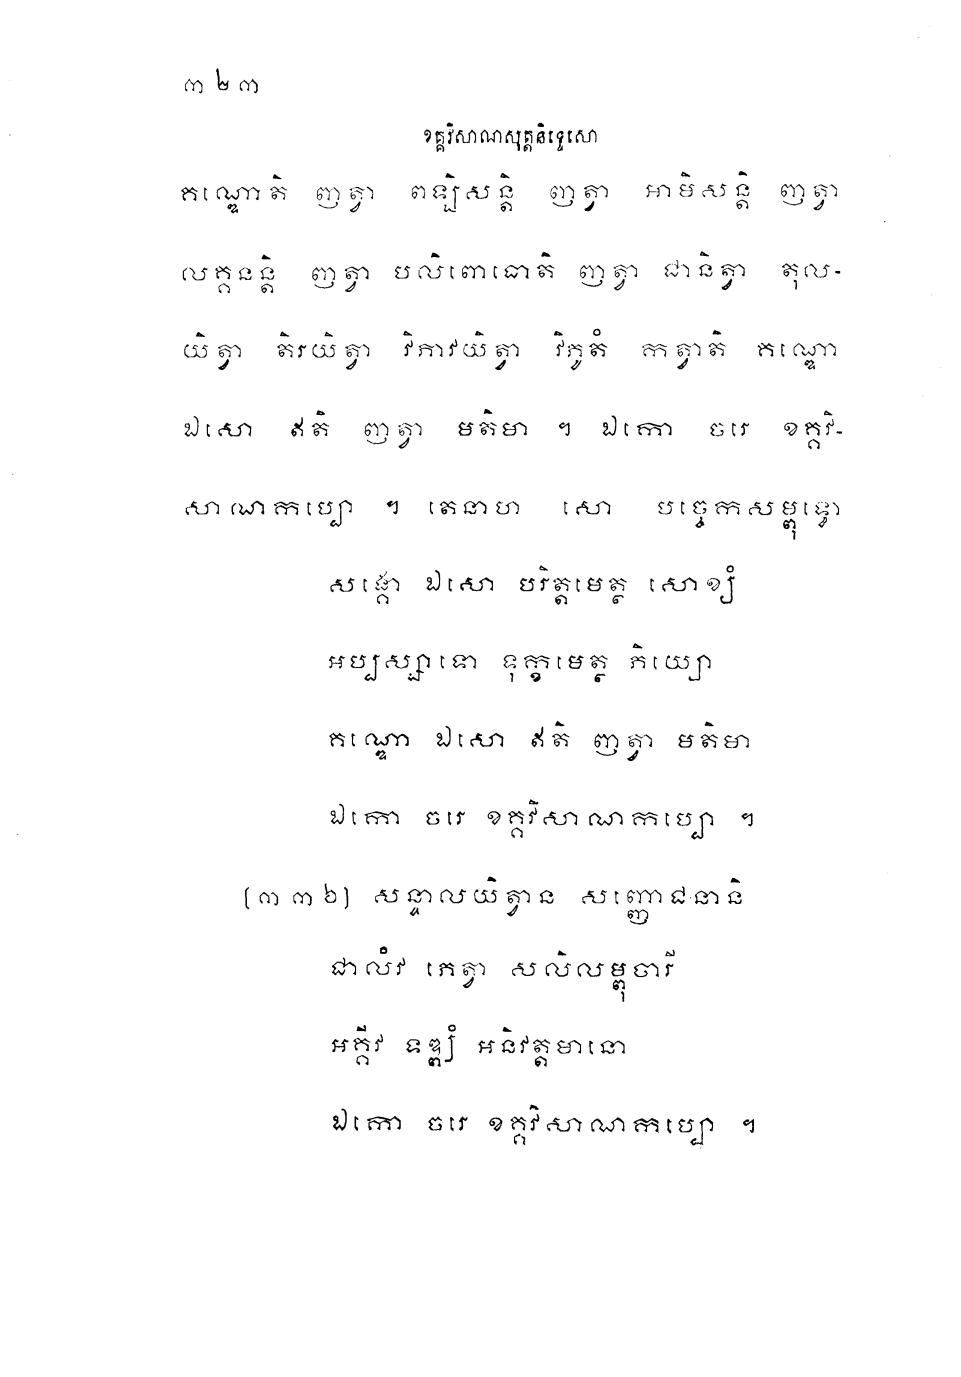 ៣២៣
ខគ្គវិសាណសុត្តនិទ្ទេសោ
គណ្ឌោតិ ញត្វា ពឡិសន្តិ ញត្វា អាមិសន្តិ ញត្វា
លគ្គនន្តិ ញត្វា បលិពោធោតិ ញត្វា ជានិត្វា តុល-
យិត្វា តិរយិត្វា វិភាវយិត្វា វិភូតំ កត្វាតិ គណ្ឌោ
ឯសោ ឥតិ ញត្វា មតិមា ។ ឯកោ ចរេ ខគ្គវិ-
សាណកប្បោ ។ តេនាហ សោ បច្ចេកសម្ពុទ្ធោ
សង្គោ ឯសោ បរិត្តមេត្ថ សោខ្យំ
អប្បស្សាទោ ទុក្ខមេត្ថ ភិយ្យោ
គណ្ឌោ ឯសោ ឥតិ ញត្វា មតិមា
ឯកោ ចរេ ខគ្គវិសាណកប្បោ ។
(៣៣៦) សន្ទាលយិត្វាន សញ្ញោជនានិ
ជាលំវ ភេត្វា សលិលម្ពុចារី
អគ្គីវ ទឌ្ឍំ អនិវត្តមានោ
ឯកោ ចរេ ខគ្គវិសាណកប្បោ ។